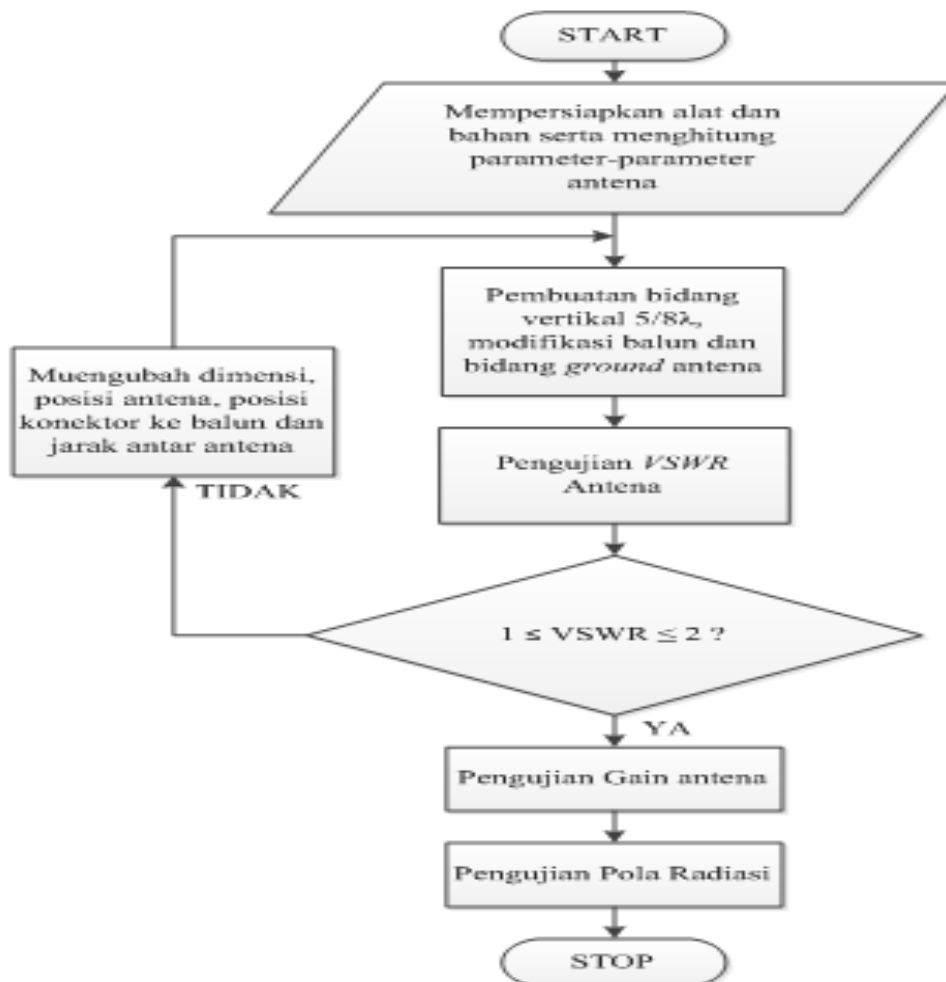 START
Mempersiapkan alat dan
bahan serta menghitung
parameter-parameter
antena
Pembuatan bidang
vertikal 5/8λ,
modifikasi balun dan
bidang ground antena
Muengubah dimensi,
posisi antena, posisi
konektor ke balun dan
jarak antar antena
Pengujian VSWR
Antena
TIDAK
1 ≤ VSWR ≤ 2 ?
YA
Pengujian Gain antena
Pengujian Pola Radiasi
STOP